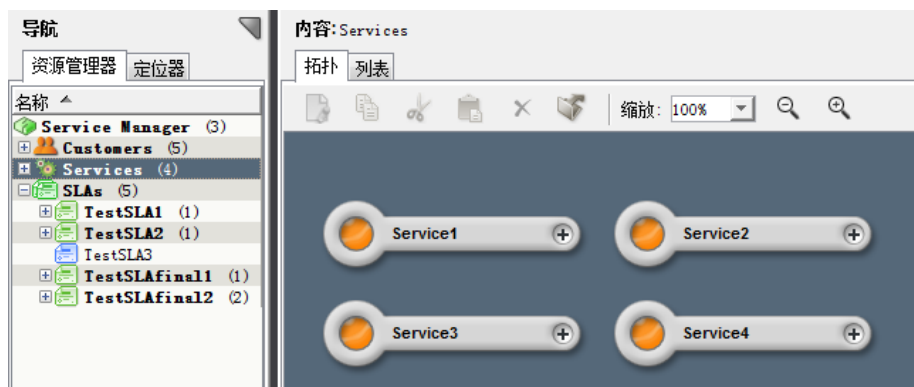 导航
资源管理器 定位器
名称
Service Manager (3)
Customers (5)
Services (4)
SLAs (5)
TestSLA1 (1)
TestSLA2 (1)
TestSLA3
TestSLAfinal1 (1)
TestSLAfinal2 (2)
内容:Services
拓扑 列表
缩放: 100%
Service1 Service2
Service3 Service4